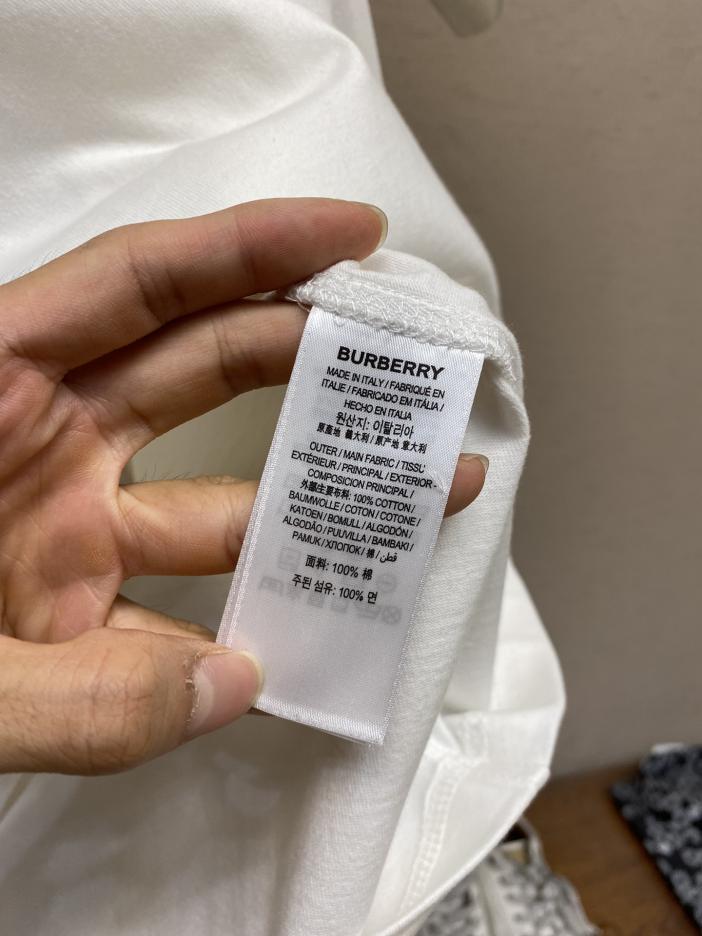 BURBERRY
MADE IN ITALY / FABRIQUÉ EN
ITALIE / FABRICADO EM ITÁLIA /
HECHO EN ITALIA
원산지: 이탈리아
原產地 義大利 / 原产地 意大利
OUTER / MAIN FABRIC / TISSU
EXTÉRIEUR / PRINCIPAL / EXTERIOR -
COMPOSICION PRINCIPAL /
外層主要布料: 100% COTTON /
BAUMWOLLE / COTON / COTONE /
KATOEN / BOMULL / ALGODÓN /
ALGODÃO / PUUVILLA / BAMBAKI /
PAMUK / ХЛОПОК / 棉 / قطن
面料: 100% 棉
주된 섬유: 100% 면